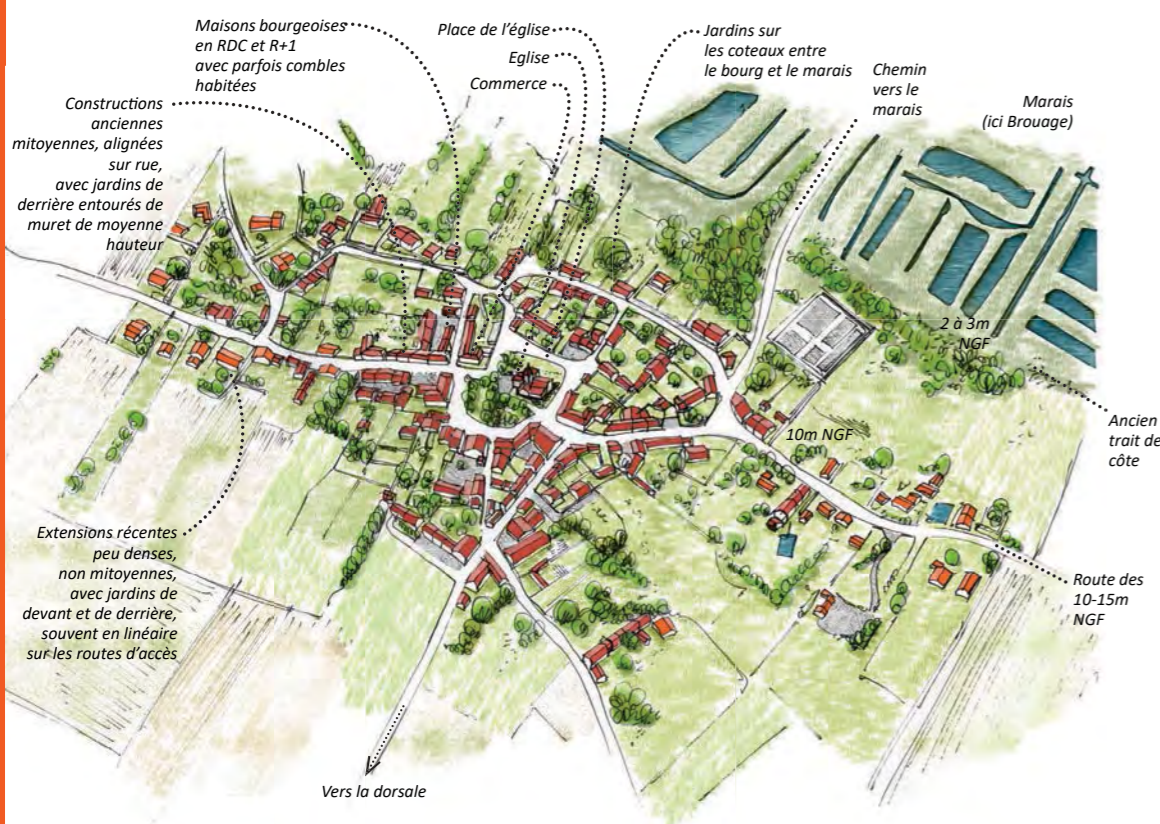 Maisons bourgeoises
en RDC et R+1
avec parfois combles
habitées
Place de l’église
Eglise
Commerce
Jardins sur
les coteaux entre
le bourg et le marais
Chemin
vers le
marais
Marais
(ici Brouage)
Constructions
anciennes
mitoyennes, alignées
sur rue,
avec jardins de
derrière entourés de
muret de moyenne
hauteur
2 à 3m
NGF
Ancien
trait de
côte
10m NGF
Extensions récentes
peu denses,
non mitoyennes,
avec jardins de
devant et de derrière,
souvent en linéaire
sur les routes d’accès
Route des
10-15m
NGF
Vers la dorsale